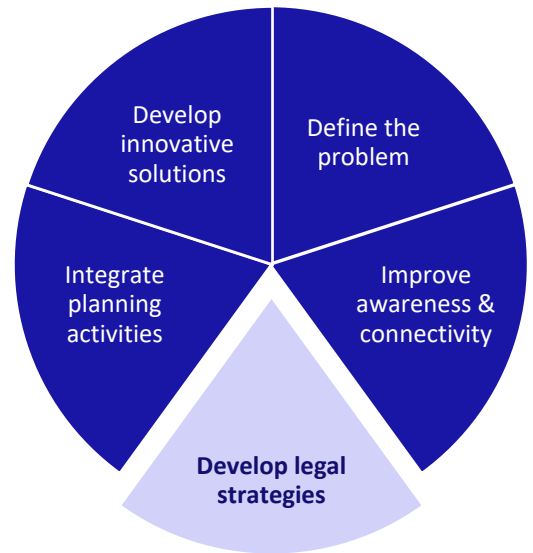 Develop
innovative
solutions
Define the
problem
Integrate
planning
activities
Improve
awareness &
connectivity
Develop legal
strategies